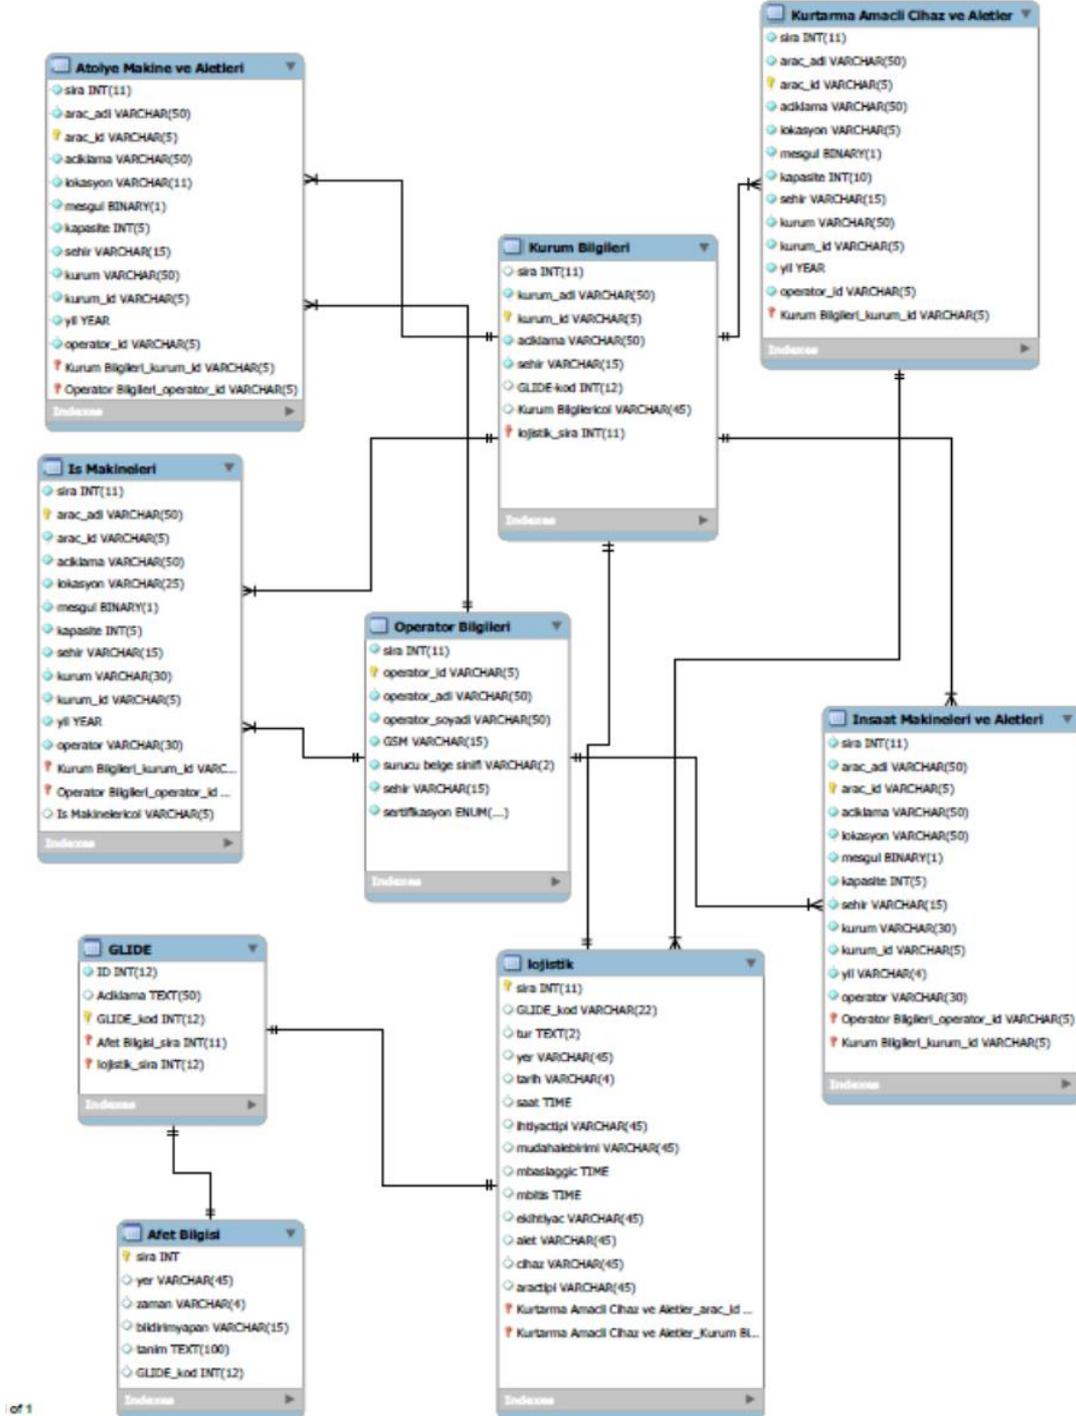 Kurtarma Amacli Cihaz ve Aletler
sira INT(11)
arac_adi VARCHAR(50)
arac_id VARCHAR(5)
aciklama VARCHAR(50)
lokasyon VARCHAR(5)
mesgul BINARY(1)
kapasite INT(10)
sehir VARCHAR(15)
kurum VARCHAR(50)
kurum_id VARCHAR(5)
yil YEAR
operator_id VARCHAR(5)
Kurum Bilgileri_kurum_id VARCHAR(5)
Indexes
Atolye Makine ve Aletleri
sira INT(11)
arac_adi VARCHAR(50)
arac_id VARCHAR(5)
aciklama VARCHAR(50)
lokasyon VARCHAR(11)
mesgul BINARY(1)
kapasite INT(5)
sehir VARCHAR(15)
kurum VARCHAR(50)
kurum_id VARCHAR(5)
yil YEAR
operator_id VARCHAR(5)
Kurum Bilgileri_kurum_id VARCHAR(5)
Operator Bilgileri_operator_id VARCHAR(5)
Indexes
Kurum Bilgileri
sira INT(11)
kurum_adi VARCHAR(50)
kurum_id VARCHAR(5)
aciklama VARCHAR(50)
sehir VARCHAR(15)
GLIDE-kod INT(12)
Kurum Bilgilericol VARCHAR(45)
lojistik_sira INT(11)
Indexes
Is Makineleri
sira INT(11)
arac_adi VARCHAR(50)
arac_id VARCHAR(5)
aciklama VARCHAR(50)
lokasyon VARCHAR(25)
mesgul BINARY(1)
kapasite INT(5)
sehir VARCHAR(15)
kurum VARCHAR(30)
kurum_id VARCHAR(5)
yil YEAR
operator VARCHAR(30)
Kurum Bilgileri_kurum_id VARC...
Operator Bilgileri_operator_id ...
Is Makinelericol VARCHAR(5)
Indexes
Operator Bilgileri
sira INT(11)
operator_id VARCHAR(5)
operator_adi VARCHAR(50)
operator_soyadi VARCHAR(50)
GSM VARCHAR(15)
surucu belge sinifi VARCHAR(2)
sehir VARCHAR(15)
sertifikasyon ENUM(...)
Indexes
Insaat Makineleri ve Aletleri
sira INT(11)
arac_adi VARCHAR(50)
arac_id VARCHAR(5)
aciklama VARCHAR(50)
lokasyon VARCHAR(50)
mesgul BINARY(1)
kapasite INT(5)
sehir VARCHAR(15)
kurum VARCHAR(30)
kurum_id VARCHAR(5)
yil VARCHAR(4)
operator VARCHAR(30)
Operator Bilgileri_operator_id VARCHAR(5)
Kurum Bilgileri_kurum_id VARCHAR(5)
Indexes
GLIDE
ID INT(12)
Aciklama TEXT(50)
GLIDE_kod INT(12)
Afet Bilgisi_sira INT(11)
lojistik_sira INT(12)
Indexes
lojistik
sira INT(11)
GLIDE_kod VARCHAR(22)
tur TEXT(2)
yer VARCHAR(45)
tarih VARCHAR(4)
saat TIME
ihtiyactipi VARCHAR(45)
mudahalebirimi VARCHAR(45)
mbaslaggic TIME
mbitis TIME
ekihtiyac VARCHAR(45)
alet VARCHAR(45)
cihaz VARCHAR(45)
aractipi VARCHAR(45)
Kurtarma Amacli Cihaz ve Aletler_arac_id ...
Kurtarma Amacli Cihaz ve Aletler_Kurum Bi...
Indexes
Afet Bilgisi
sira INT
yer VARCHAR(45)
zaman VARCHAR(4)
bildirimyapan VARCHAR(15)
tanim TEXT(100)
GLIDE_kod INT(12)
Indexes
of 1